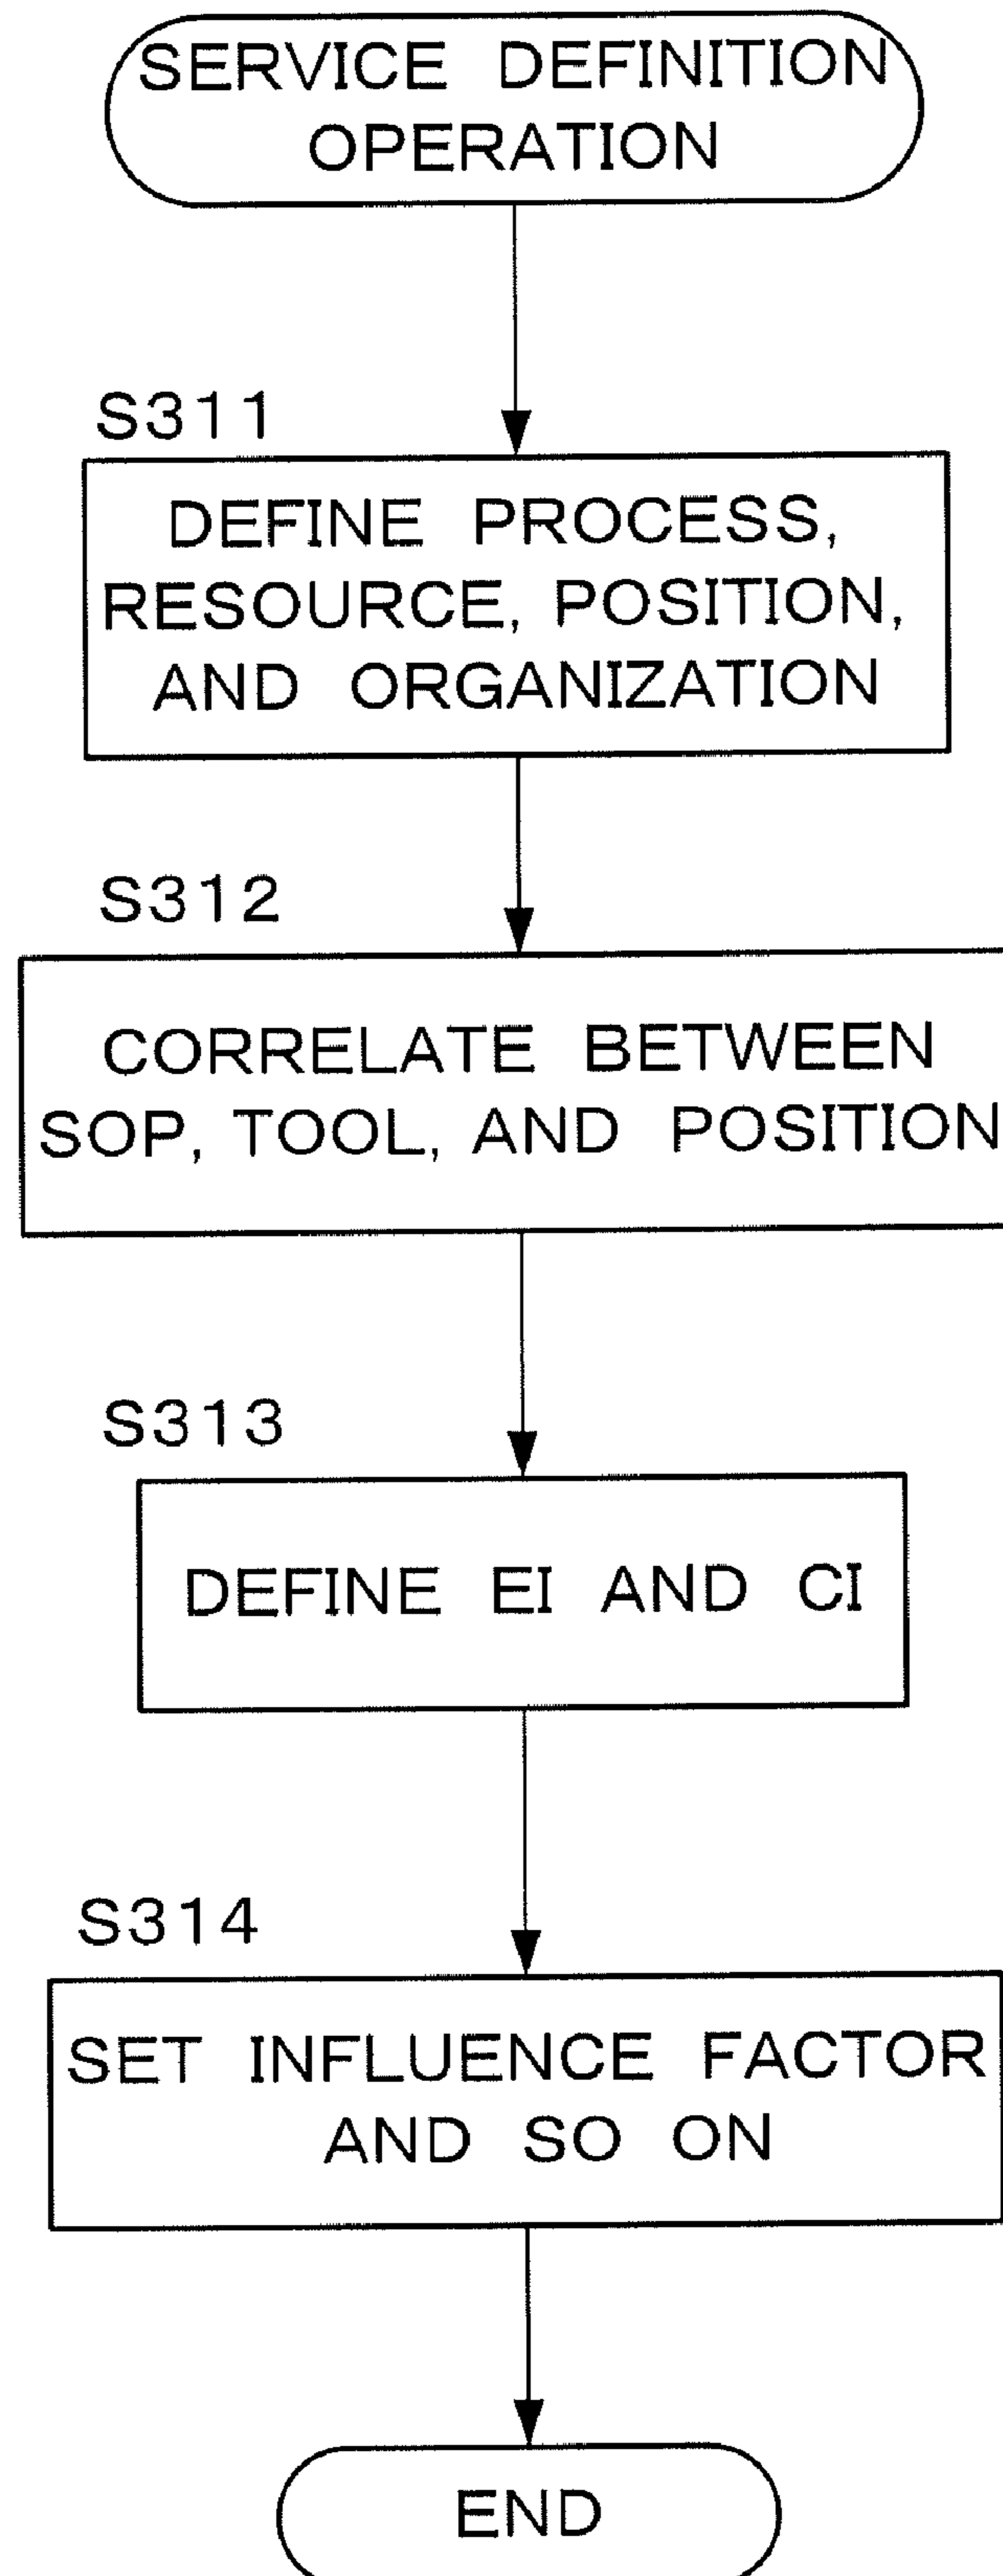 SERVICE DEFINITION
OPERATION
S311
DEFINE PROCESS,
RESOURCE, POSITION,
AND ORGANIZATION
S312
CORRELATE BETWEEN
SOP, TOOL, AND POSITION
S313
DEFINE EI AND CI
S314
SET INFLUENCE FACTOR
AND SO ON
END